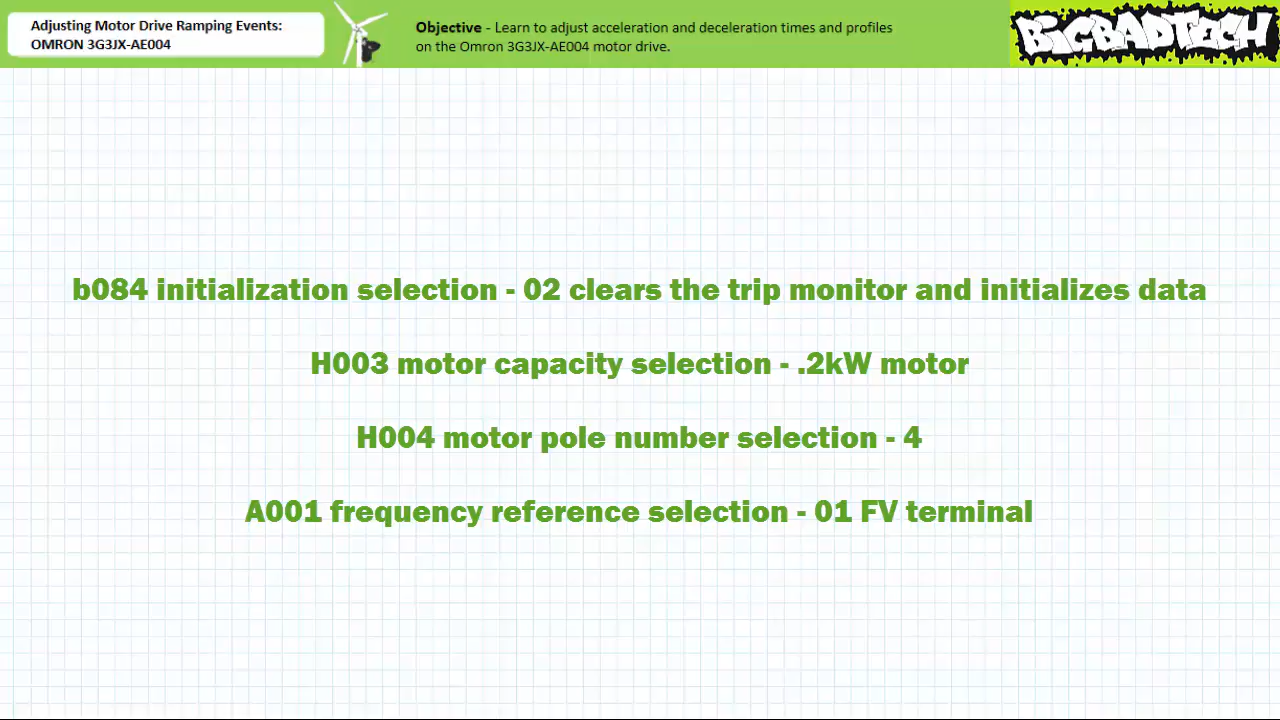 Adjusting Motor Drive Ramping Events:
OMRON 3G3JX-AE004
Objective - Learn to adjust acceleration and deceleration times and profiles
on the Omron 3G3JX-AE004 motor drive.
BIGBADTECH
b084 initialization selection - 02 clears the trip monitor and initializes data
H003 motor capacity selection - .2kW motor
H004 motor pole number selection - 4
A001 frequency reference selection - 01 FV terminal